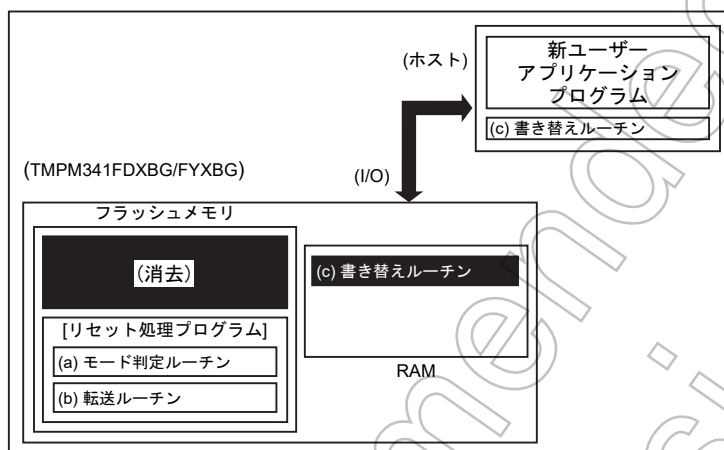 (ホスト)
新ユーザー
アプリケーション
プログラム
(c) 書き替えルーチン
(TMPM341FDXBG/FYXBG)
(I/O)
フラッシュメモリ
(消去)
[リセット処理プログラム]
(a) モード判定ルーチン
(b) 転送ルーチン
(c) 書き替えルーチン
RAM